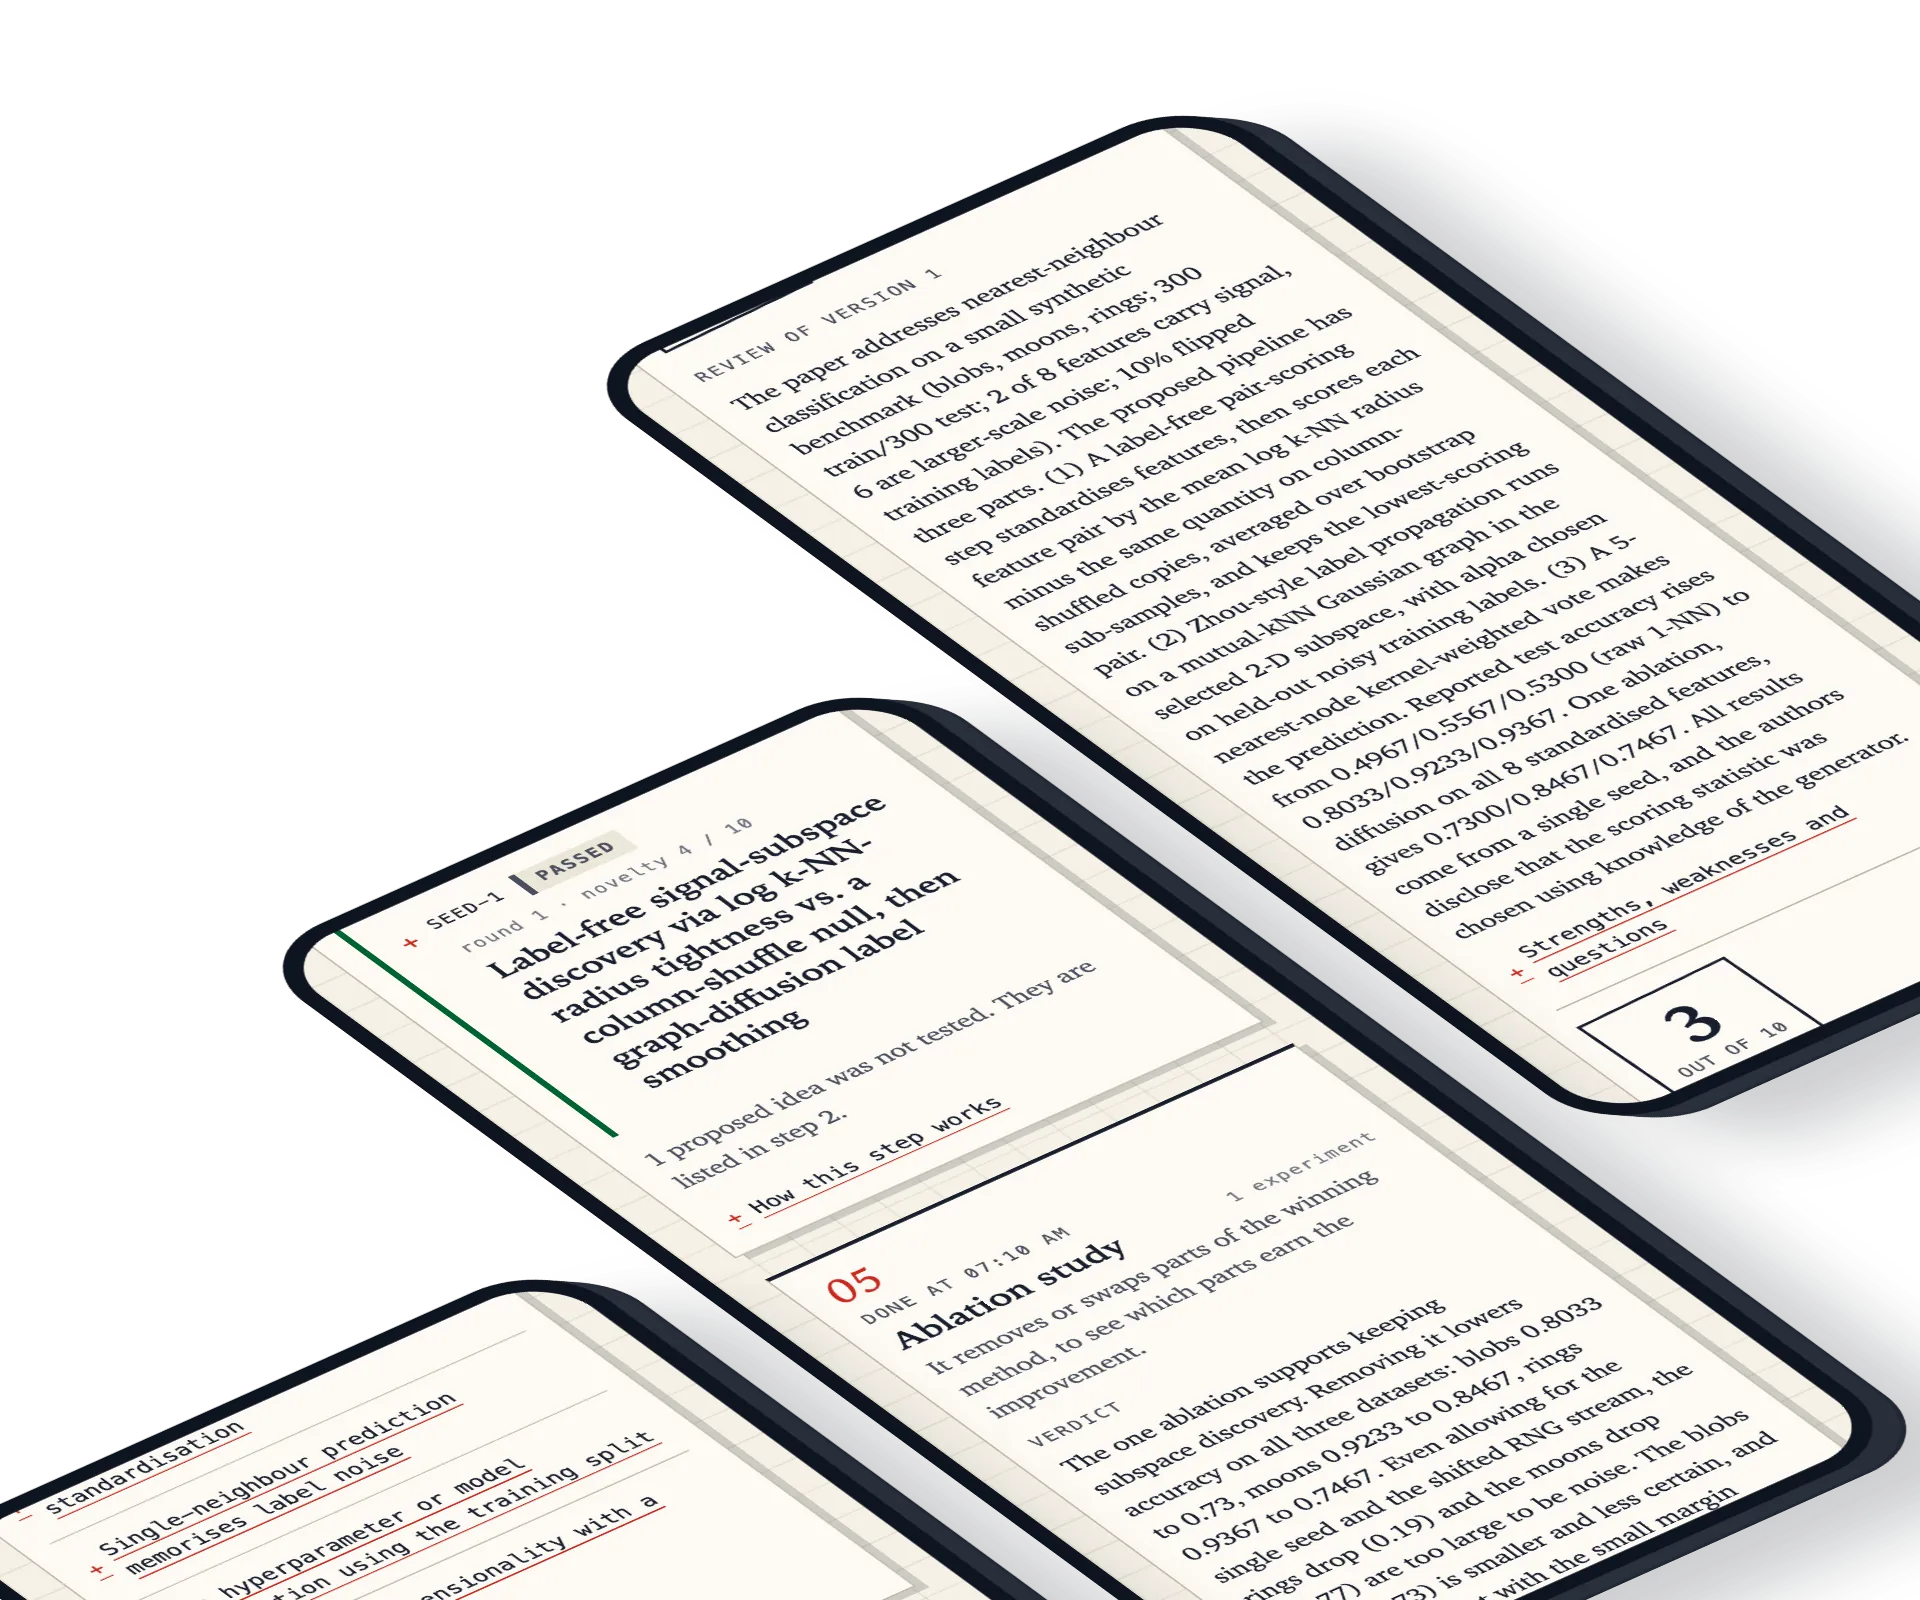 REVIEW OF VERSION 1
The paper addresses nearest-neighbour
classification on a small synthetic
benchmark (blobs, moons, rings; 300
train/300 test; 2 of 8 features carry signal,
6 are larger-scale noise; 10% flipped
training labels). The proposed pipeline has
three parts. (1) A label-free pair-scoring
step standardises features, then scores each
feature pair by the mean log k-NN radius
minus the same quantity on column-
shuffled copies, averaged over bootstrap
sub-samples, and keeps the lowest-scoring
pair. (2) Zhou-style label propagation runs
on a mutual-kNN Gaussian graph in the
selected 2-D subspace, with alpha chosen
on held-out noisy training labels. (3) A 5-
nearest-node kernel-weighted vote makes
the prediction. Reported test accuracy rises
from 0.4967/0.5567/0.5300 (raw 1-NN) to
0.8033/0.9233/0.9367. One ablation,
diffusion on all 8 standardised features,
gives 0.7300/0.8467/0.7467. All results
come from a single seed, and the authors
disclose that the scoring statistic was
chosen using knowledge of the generator.
+ Strengths, weaknesses and
questions
3
OUT OF 10
+ SEED-1 PASSED
round 1 · novelty 4 / 10
Label-free signal-subspace
discovery via log k-NN-
radius tightness vs. a
column-shuffle null, then
graph-diffusion label
smoothing
1 proposed idea was not tested. They are
listed in step 2.
+ How this step works
05
DONE AT 07:10 AM
1 experiment
Ablation study
It removes or swaps parts of the winning
method, to see which parts earn the
improvement.
VERDICT
The one ablation supports keeping
subspace discovery. Removing it lowers
accuracy on all three datasets: blobs 0.8033
to 0.73, moons 0.9233 to 0.8467, rings
0.9367 to 0.7467. Even allowing for the
single seed and the shifted RNG stream, the
rings drop (0.19) and the moons drop
77) are too large to be noise. The blobs
73) is smaller and less certain, and
with the small margin
standardisation
+ Single-neighbour prediction
memorises label noise
hyperparameter or model
using the training split
with a